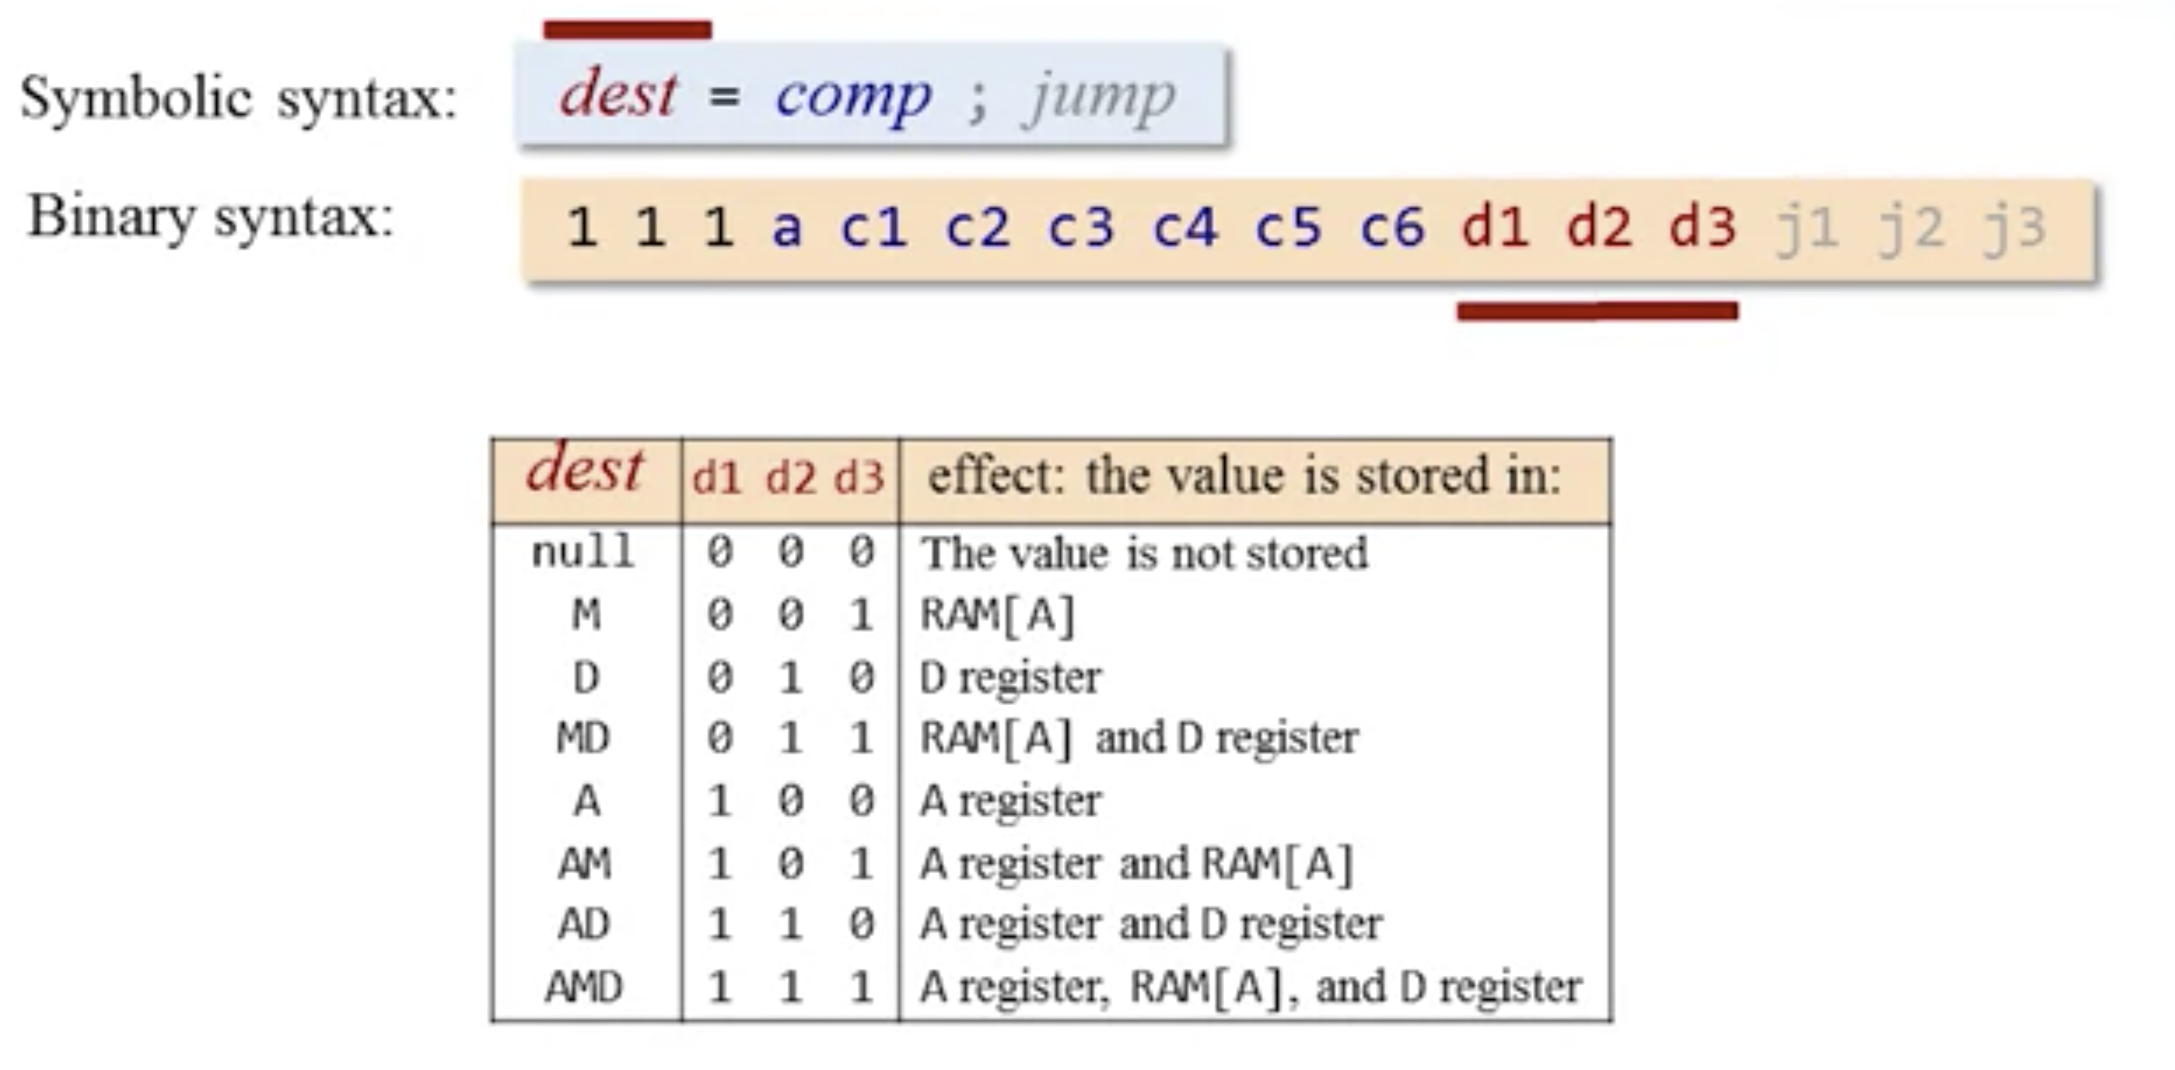 Symbolic syntax: dest = comp ; jump
Binary syntax: 1 1 1 a c1 c2 c3 c4 c5 c6 d1 d2 d3 j1 j2 j3
dest d1 d2 d3 effect: the value is stored in:
null 0 0 0 The value is not stored
M 0 0 1 RAM[A]
D 0 1 0 D register
MD 0 1 1 RAM[A] and D register
A 1 0 0 A register
AM 1 0 1 A register and RAM[A]
AD 1 1 0 A register and D register
AMD 1 1 1 A register, RAM[A], and D register